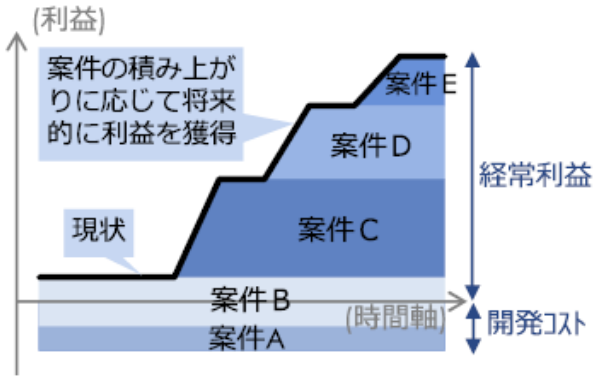 (利益)
案件の積み上が
りに応じて将来
的に利益を獲得
案件E
案件D
経常利益
現状
案件C
案件B
(時間軸)
開発コスト
案件A